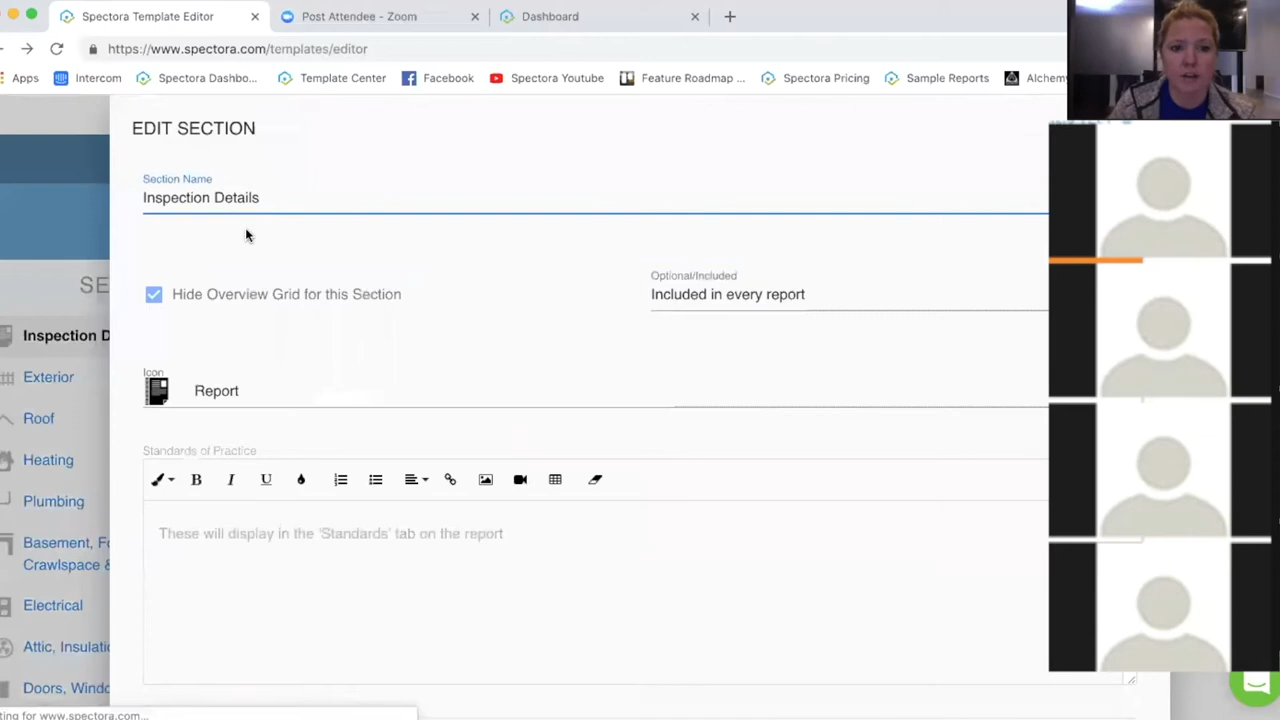 Spectora Template Editor
Post Attendee - Zoom
Dashboard
https://www.spectora.com/templates/editor
Apps
Intercom
Spectora Dashbo...
Template Center
Facebook
Spectora Youtube
Feature Roadmap ...
Spectora Pricing
Sample Reports
Alchem
EDIT SECTION
Section Name
Inspection Details
Hide Overview Grid for this Section
Optional/Included
Included in every report
Icon
Report
Standards of Practice
B I U
These will display in the 'Standards' tab on the report
SE
Inspection D
Exterior
Roof
Heating
Plumbing
Basement, Fo
Crawlspace &
Electrical
Attic, Insulatio
Doors, Windo
ting for www.spectora.com...